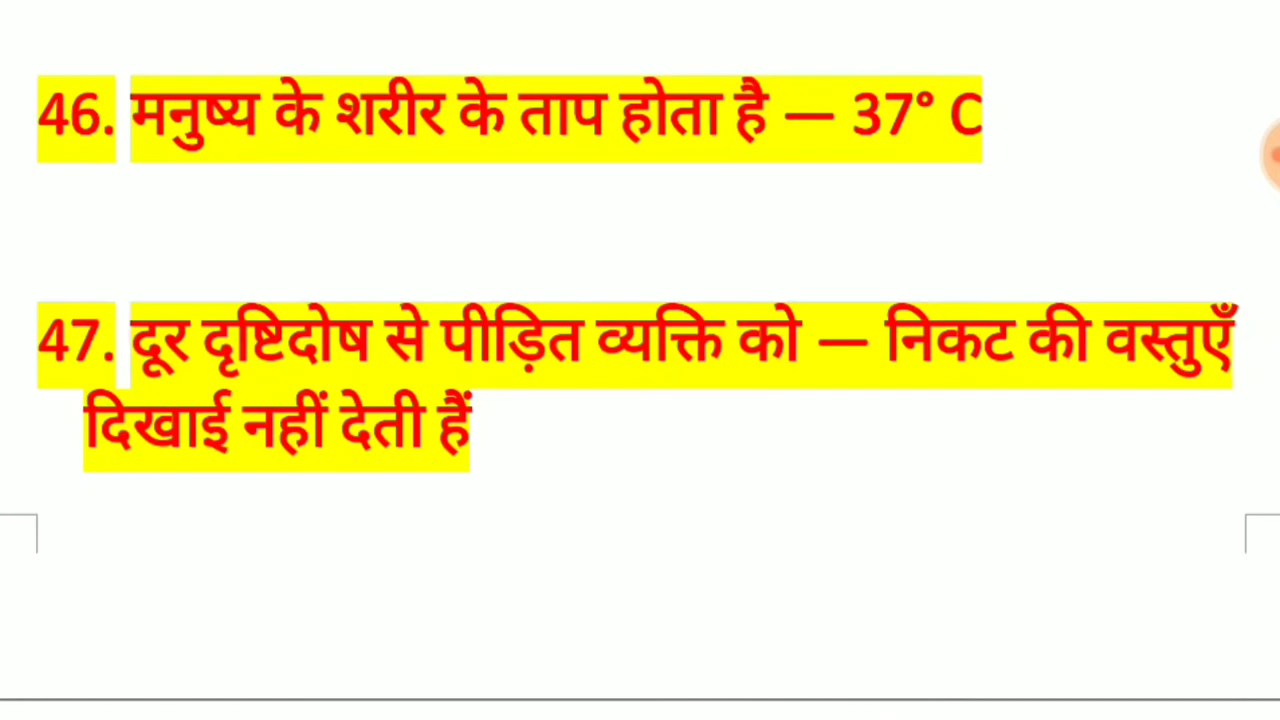 46. मनुष्य के शरीर के ताप होता है — 37° C
47. दूर दृष्टिदोष से पीड़ित व्यक्ति को — निकट की वस्तुएँ
दिखाई नहीं देती हैं